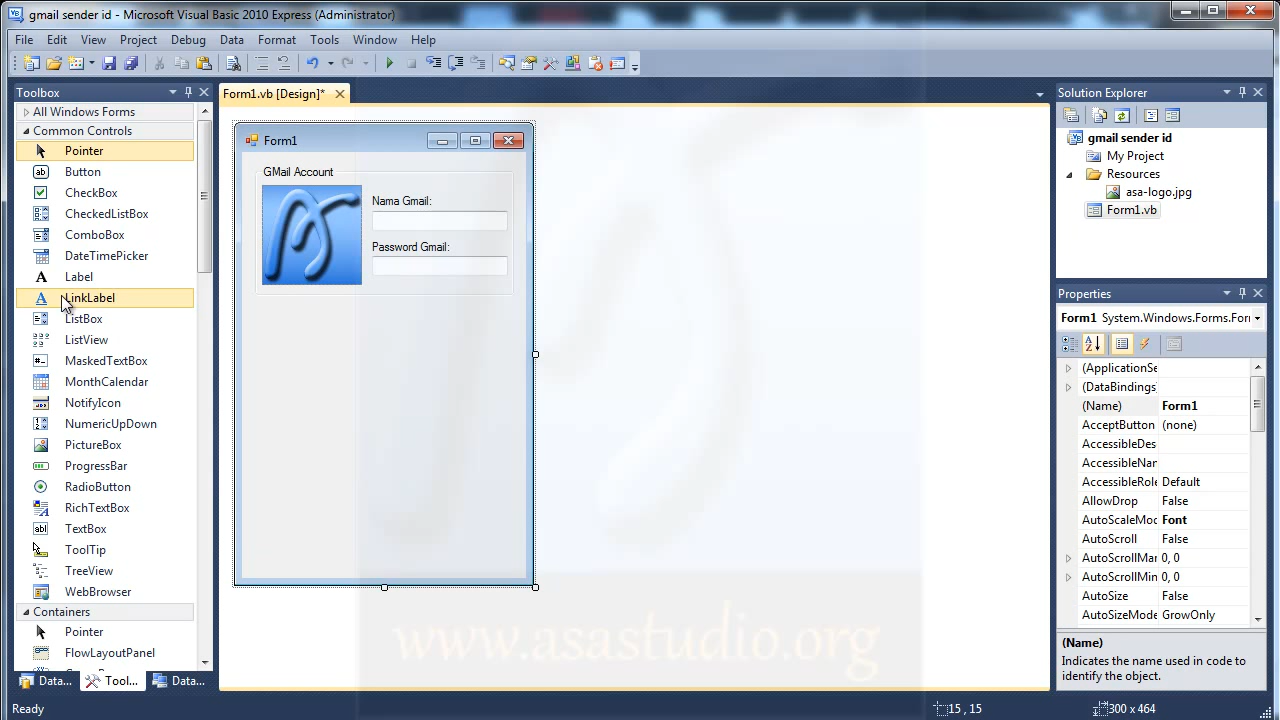 gmail sender id - Microsoft Visual Basic 2010 Express (Administrator)
File Edit View Project Debug Data Format Tools Window Help
Toolbox
All Windows Forms
Common Controls
Pointer
Button
CheckBox
CheckedListBox
ComboBox
DateTimePicker
Label
LinkLabel
ListBox
ListView
MaskedTextBox
MonthCalendar
NotifyIcon
NumericUpDown
PictureBox
ProgressBar
RadioButton
RichTextBox
TextBox
ToolTip
TreeView
WebBrowser
Containers
Pointer
FlowLayoutPanel
Data... Tool... Data...
Form1.vb [Design]*
Form1
GMail Account
Nama Gmail:
Password Gmail:
www.asastudio.org
Solution Explorer
gmail sender id
My Project
Resources
asa-logo.jpg
Form1.vb
Properties
Form1 System.Windows.Forms.For
(ApplicationSe
(DataBindings)
(Name) Form1
AcceptButton (none)
AccessibleDes
AccessibleNan
AccessibleRole Default
AllowDrop False
AutoScaleMod Font
AutoScroll False
AutoScrollMar 0, 0
AutoScrollMin 0, 0
AutoSize False
AutoSizeMode GrowOnly
(Name)
Indicates the name used in code to
identify the object.
Ready 15 , 15 300 x 464